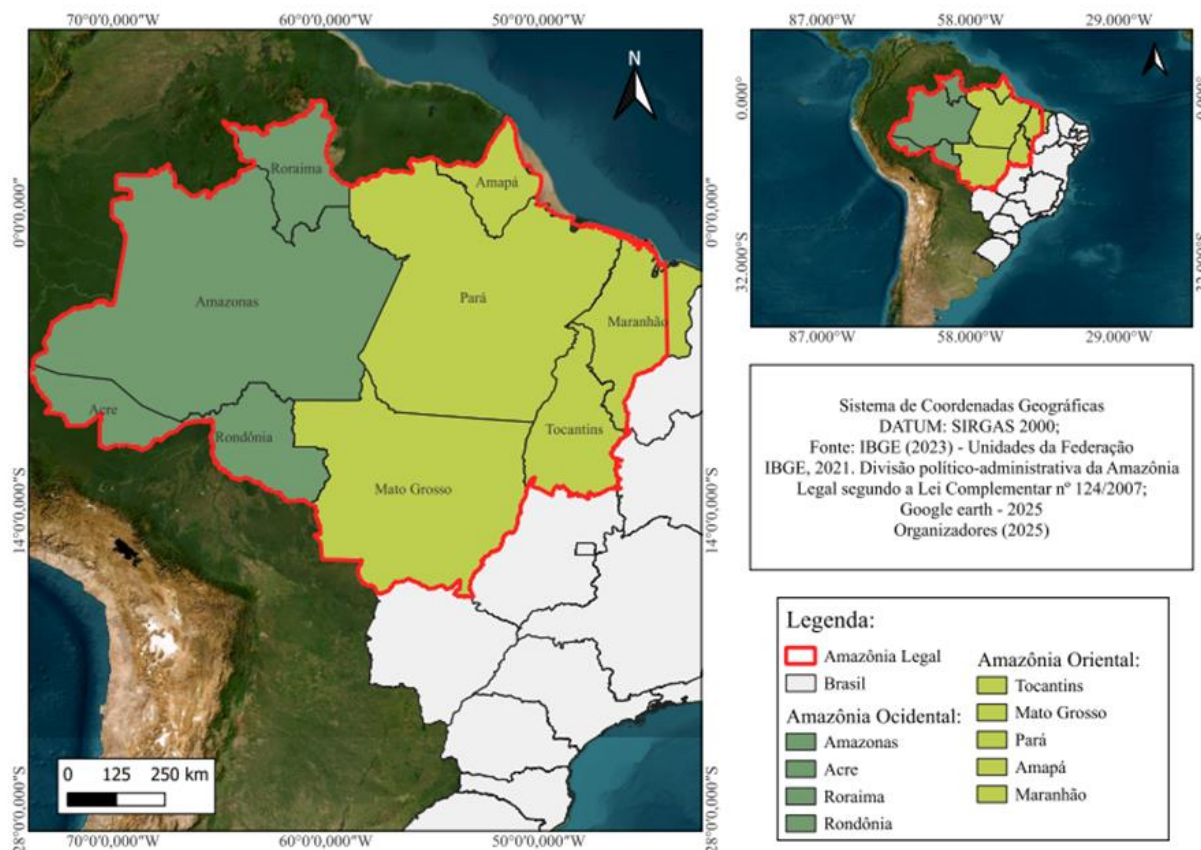 70°0'0,000"W 60°0'0,000"W 50°0'0,000"W
N
0°0'0,000"
14°0'0,000"S
28°0'0,000"S
Roraima
Amapá
Amazonas
Pará
Maranhão
Acre
Rondônia
Tocantins
Mato Grosso
0 125 250 km
70°0'0,000"W 60°0'0,000"W 50°0'0,000"W
87.000°W 58.000°W 29.000°W
0.000°
32.000°S
0.000°
32.000°S
87.000°W 58.000°W 29.000°W
Sistema de Coordenadas Geográficas
DATUM: SIRGAS 2000;
Fonte: IBGE (2023) - Unidades da Federação
IBGE, 2021. Divisão político-administrativa da Amazônia
Legal segundo a Lei Complementar nº 124/2007;
Google earth - 2025
Organizadores (2025)
0°0'0,000"
14°0'0,000"S
28°0'0,000"S
Legenda:
Amazônia Legal
Brasil
Amazônia Ocidental:
Amazonas
Acre
Roraima
Rondônia
Amazônia Oriental:
Tocantins
Mato Grosso
Pará
Amapá
Maranhão